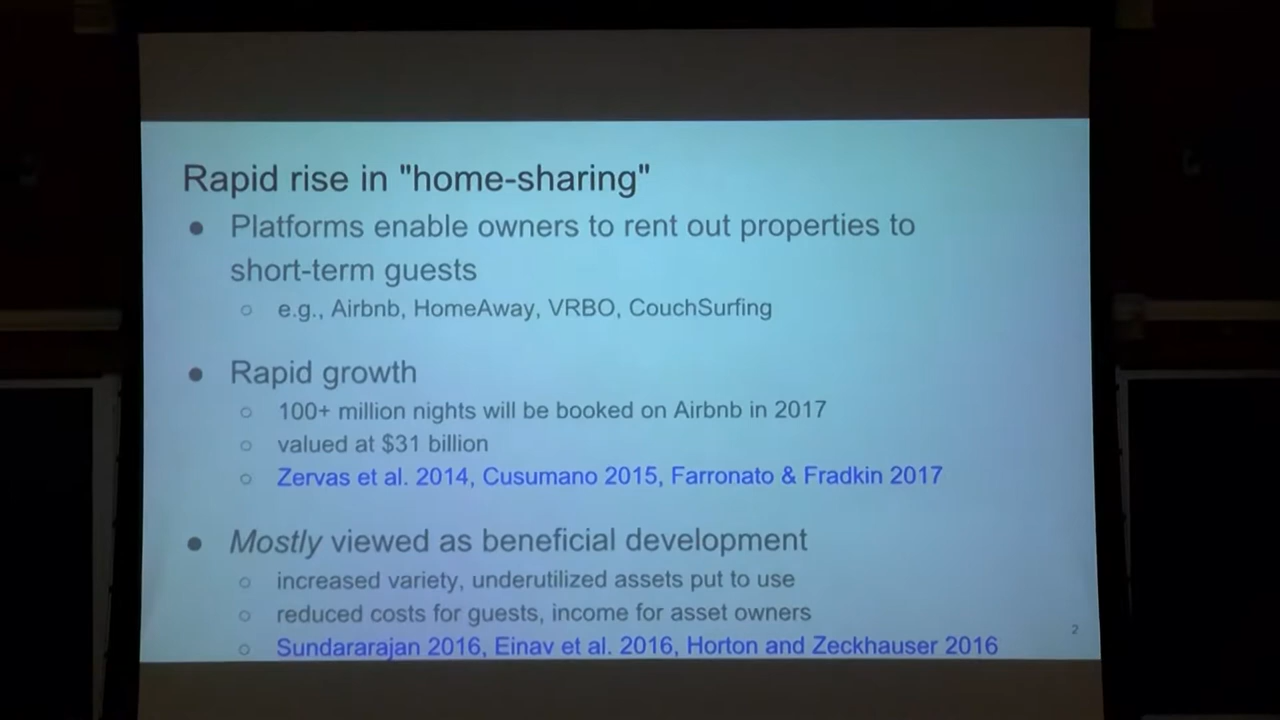 Rapid rise in "home-sharing"
● Platforms enable owners to rent out properties to
short-term guests
○ e.g., Airbnb, HomeAway, VRBO, CouchSurfing
● Rapid growth
○ 100+ million nights will be booked on Airbnb in 2017
○ valued at $31 billion
○ Zervas et al. 2014, Cusumano 2015, Farronato & Fradkin 2017
● Mostly viewed as beneficial development
○ increased variety, underutilized assets put to use
○ reduced costs for guests, income for asset owners
○ Sundararajan 2016, Einav et al. 2016, Horton and Zeckhauser 2016
2